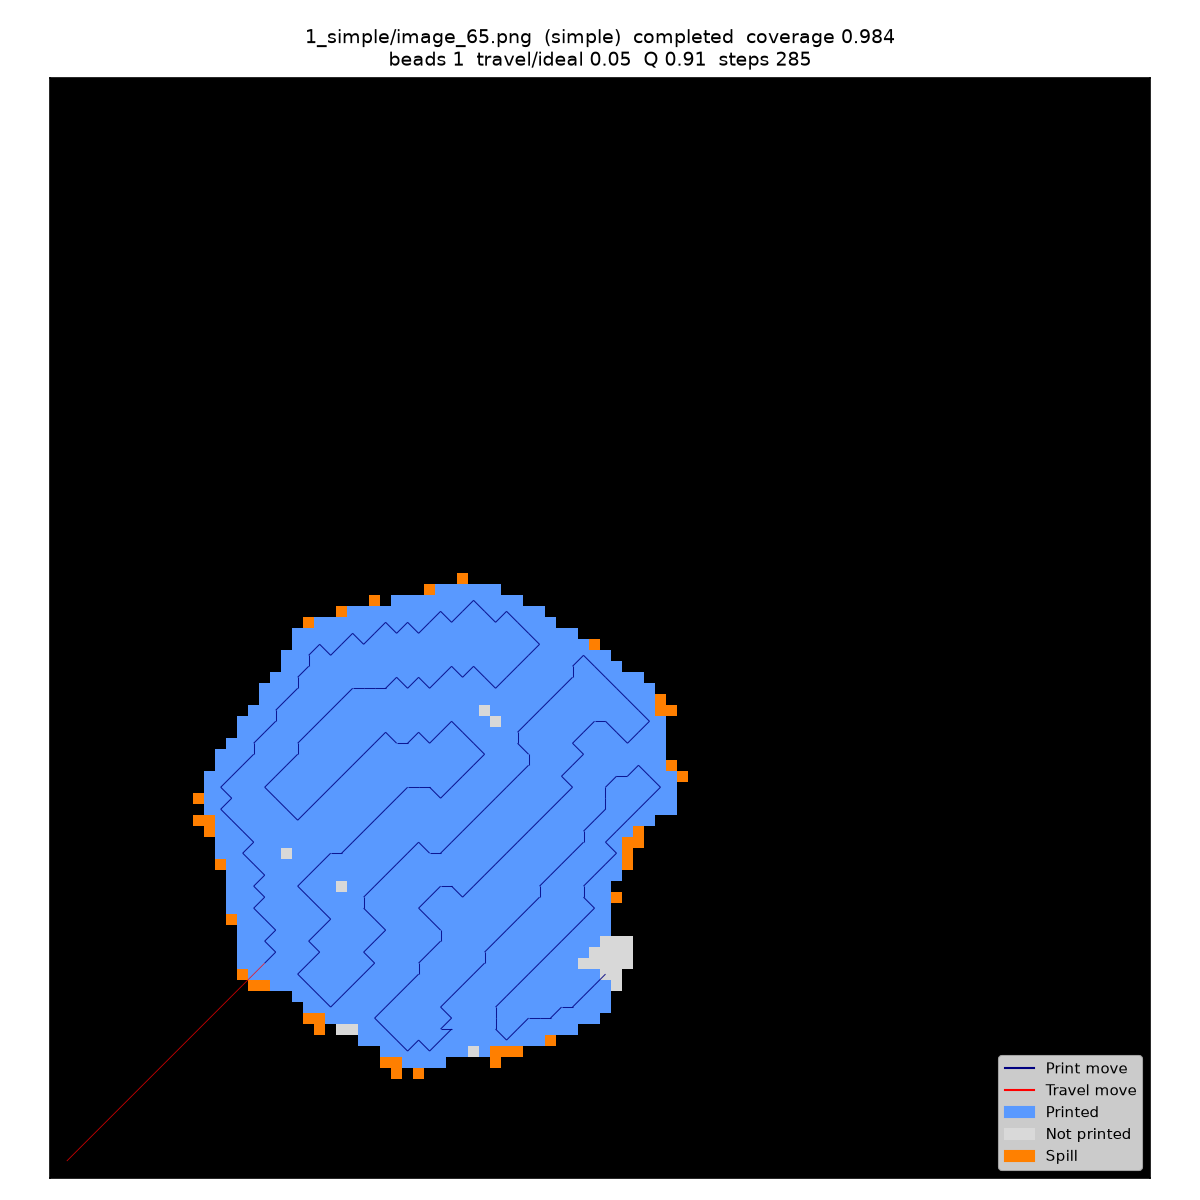 1_simple/image_65.png  (simple)  completed  coverage 0.984
beads 1  travel/ideal 0.05  Q 0.91  steps 285
Print move
Travel move
Printed
Not printed
Spill